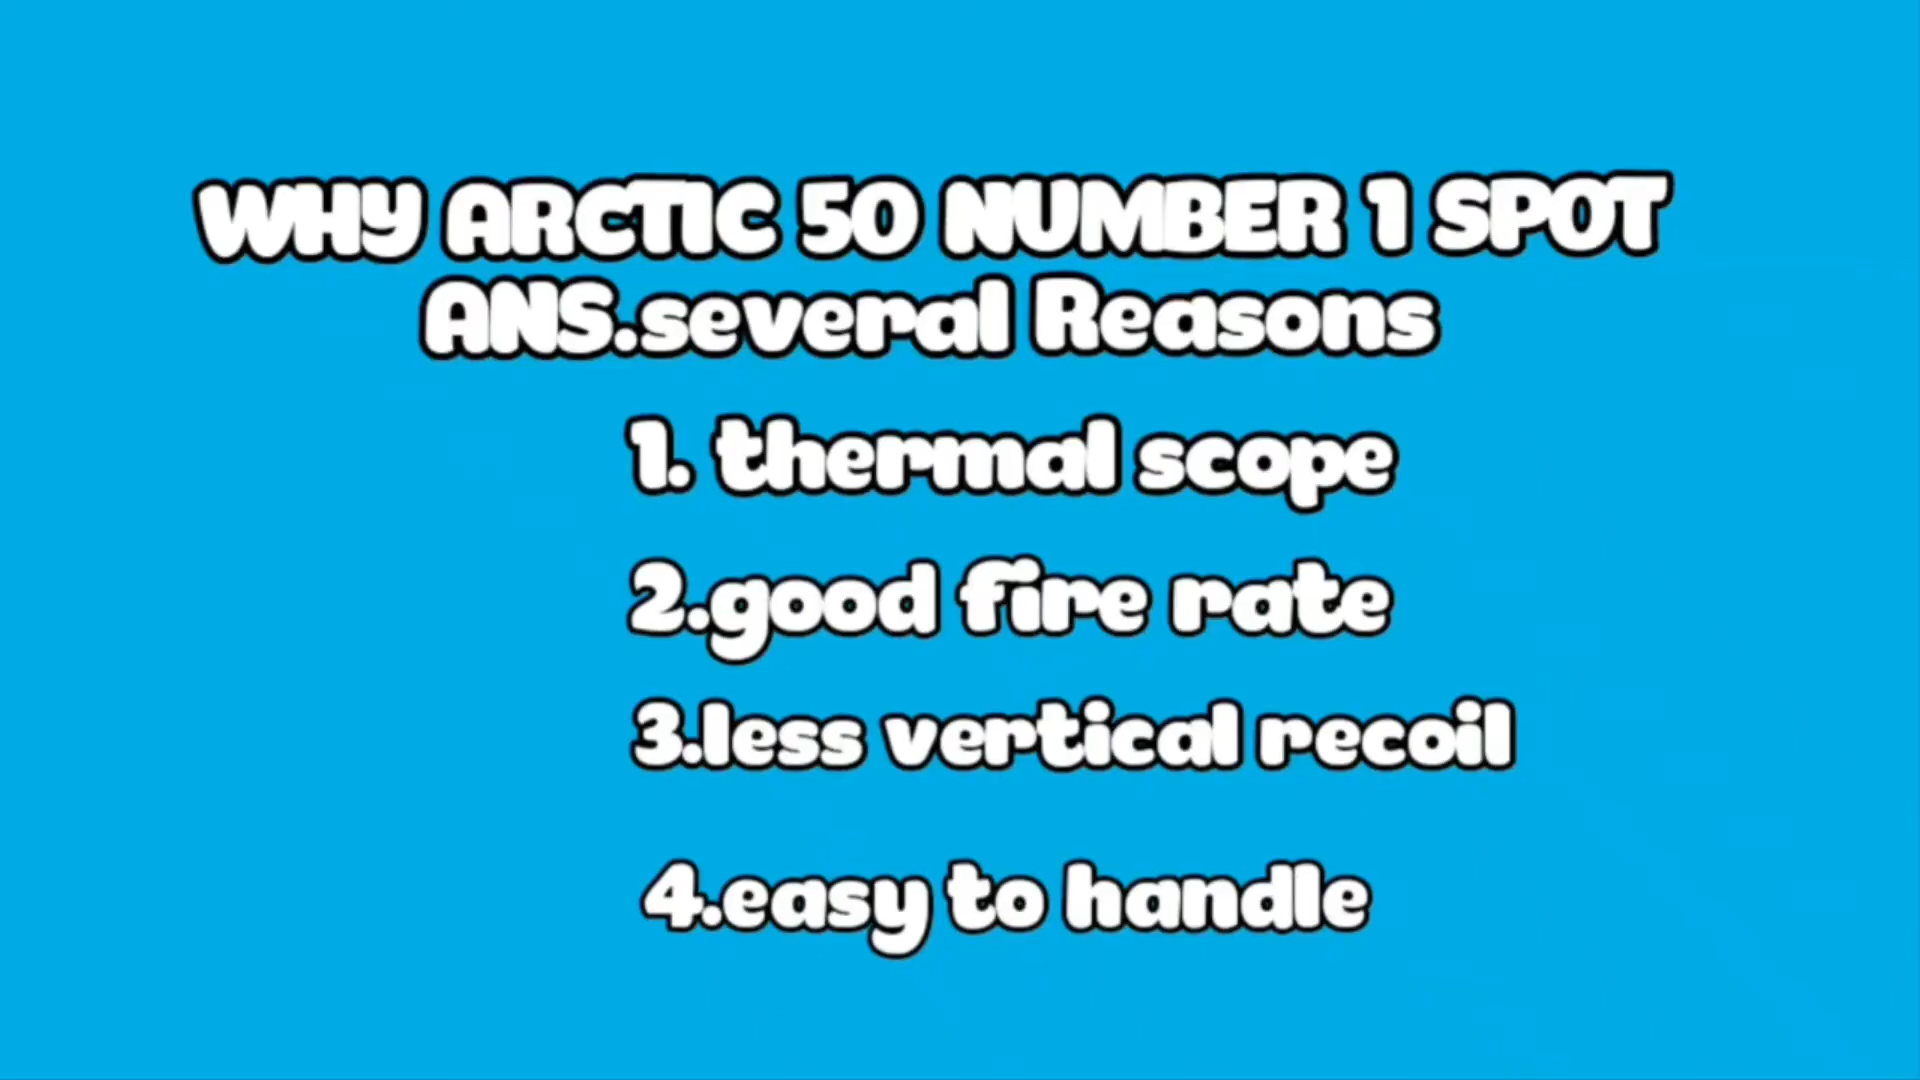 WHY ARCTIC 50 NUMBER 1 SPOT
ANS.several Reasons
1. thermal scope
2.good fire rate
3.less vertical recoil
4.easy to handle